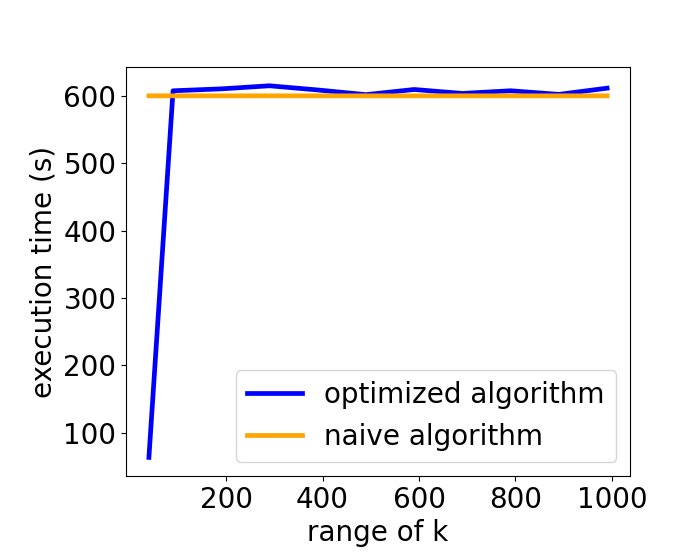 600
500
400
300
200
100
execution time (s)
optimized algorithm
naive algorithm
200 400 600 800 1000
range of k